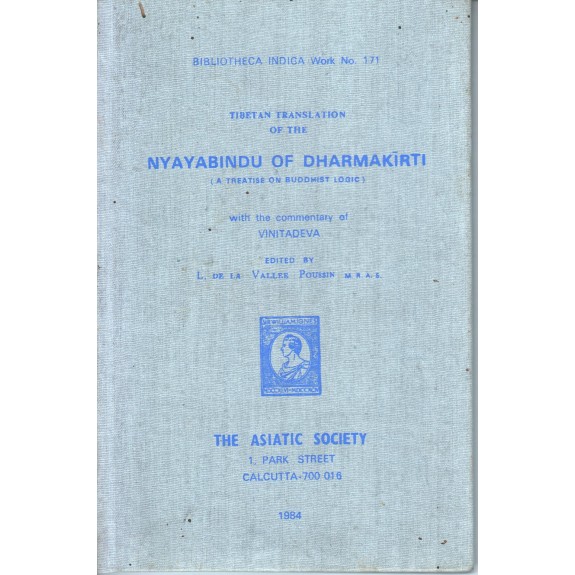 BIBLIOTHECA INDICA Work No. 171
TIBETAN TRANSLATION
OF THE
NYAYABINDU OF DHARMAKĪRTI
(A TREATISE ON BUDDHIST LOGIC)
with the commentary of
VINITADEVA
EDITED BY
L. DE LA VALLEE POUSSIN M R A S.
THE ASIATIC SOCIETY
1, PARK STREET
CALCUTTA-700 016
1984